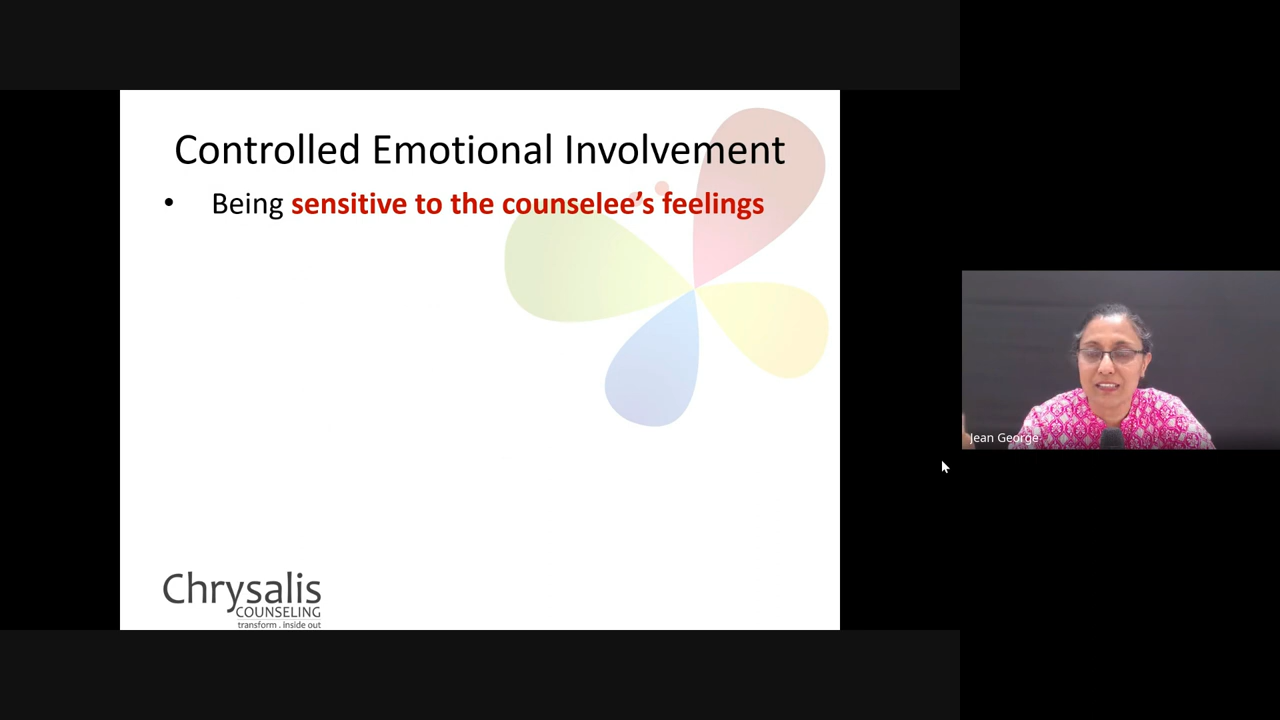 Controlled Emotional Involvement
• Being sensitive to the counselee’s feelings
Chrysalis
COUNSELING
transform . inside out
Jean George